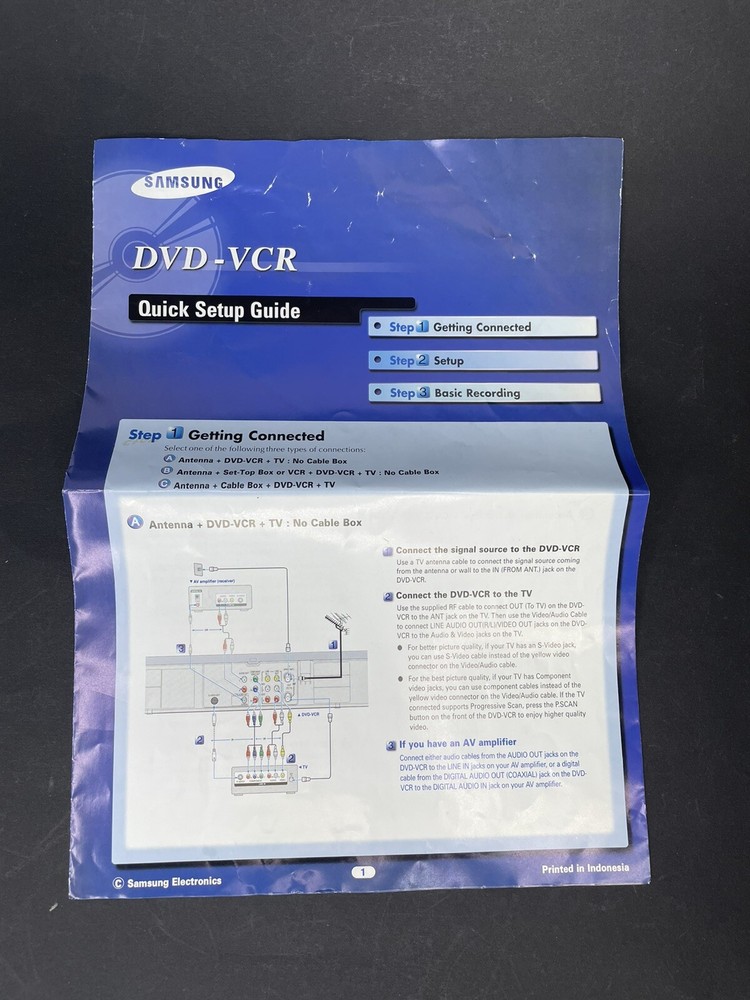 SAMSUNG
DVD-VCR
Quick Setup Guide
Step 1 Getting Connected
Step 2 Setup
Step 3 Basic Recording
Step 1 Getting Connected
Select one of the following three types of connections:
A Antenna + DVD-VCR + TV : No Cable Box
B Antenna + Set-Top Box or VCR + DVD-VCR + TV : No Cable Box
C Antenna + Cable Box + DVD-VCR + TV
A Antenna + DVD-VCR + TV : No Cable Box
▼ AV amplifier (receiver)
3
1
◄ DVD-VCR
2
2
◄ TV
1 Connect the signal source to the DVD-VCR
Use a TV antenna cable to connect the signal source coming
from the antenna or wall to the IN (FROM ANT.) jack on the
DVD-VCR.
2 Connect the DVD-VCR to the TV
Use the supplied RF cable to connect OUT (To TV) on the DVD-
VCR to the ANT jack on the TV. Then use the Video/Audio Cable
to connect LINE AUDIO OUT(R/L)/VIDEO OUT jacks on the DVD-
VCR to the Audio & Video jacks on the TV.
● For better picture quality, if your TV has an S-Video jack,
you can use S-Video cable instead of the yellow video
connector on the Video/Audio cable.
● For the best picture quality, if your TV has Component
video jacks, you can use component cables instead of the
yellow video connector on the Video/Audio cable. If the TV
connected supports Progressive Scan, press the P.SCAN
button on the front of the DVD-VCR to enjoy higher quality
video.
3 If you have an AV amplifier
Connect either audio cables from the AUDIO OUT jacks on the
DVD-VCR to the LINE IN jacks on your AV amplifier, or a digital
cable from the DIGITAL AUDIO OUT (COAXIAL) jack on the DVD-
VCR to the DIGITAL AUDIO IN jack on your AV amplifier.
© Samsung Electronics
1
Printed in Indonesia